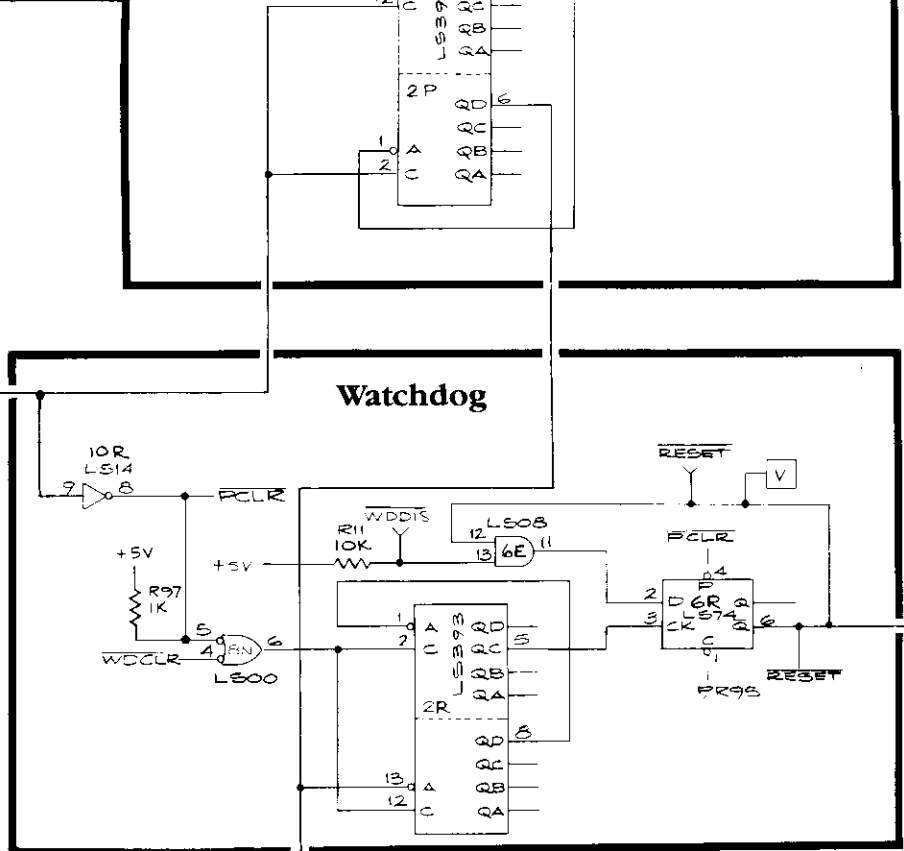 12 C QC
QB
QA
LS39
2P
QD 6
QC
1 A QB
2 C QA
Watchdog
10R
LS14
9 8
PCLR
+5V
R97
1K
WDCLR
5
4
6
LS00
+5V
R11
10K
WDDIS
LS08
12
13 6E 11
RESET
V
PCLR
4
P
2 D 6R Q
LS74
3 CK Q 6
C
1
PR95
RESET
1 A QD
2 C QC 5
QB
QA
LS393
2R
QD 8
QC
13 A QB
12 C QA